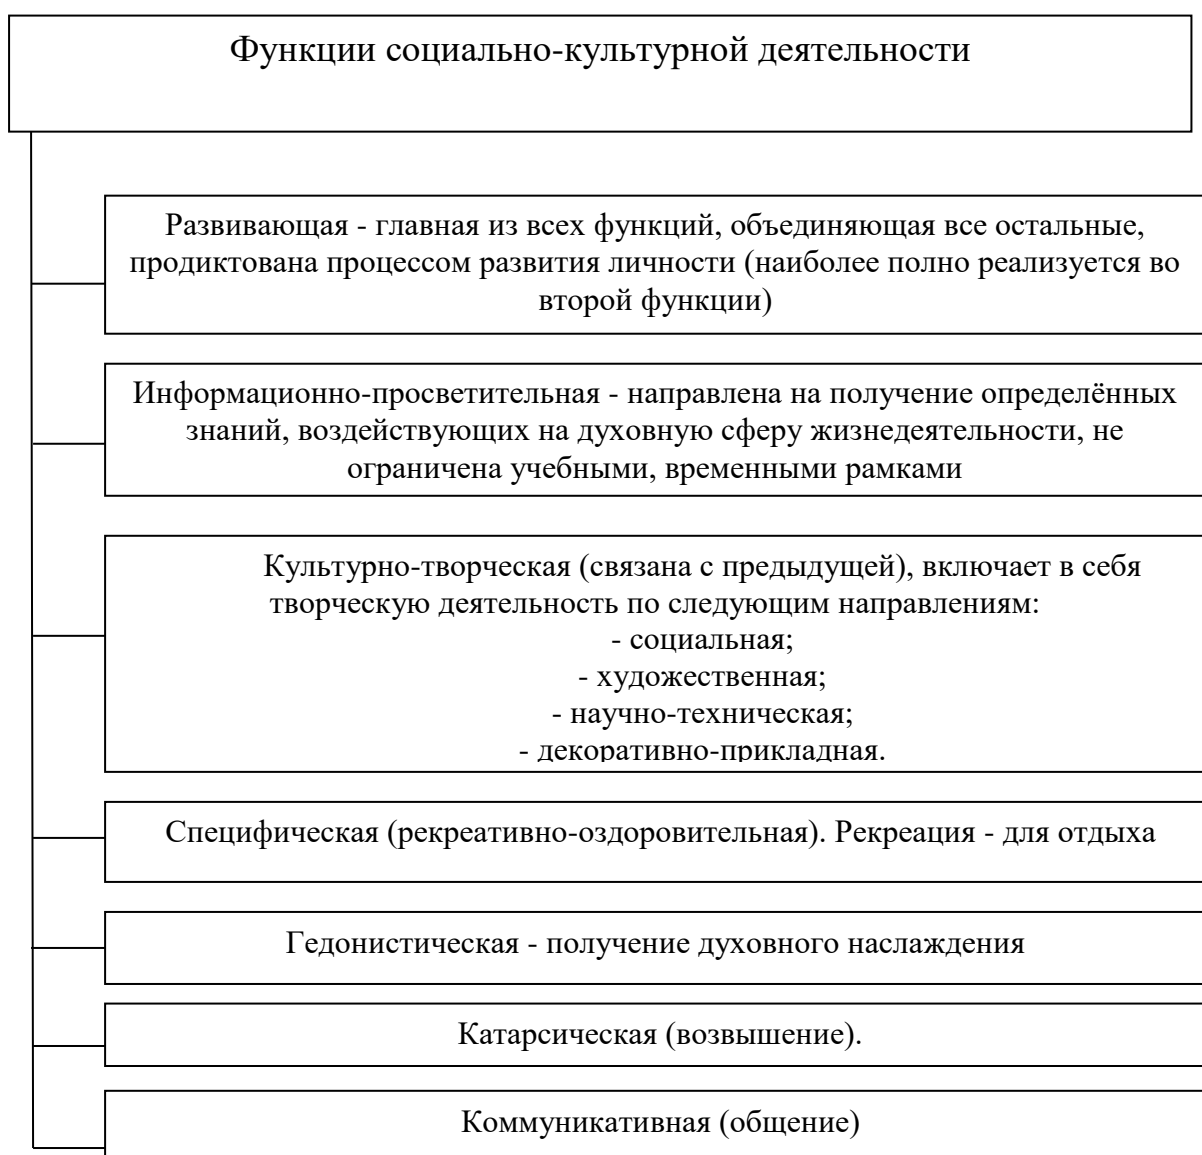 Функции социально-культурной деятельности
Развивающая - главная из всех функций, объединяющая все остальные,
продиктована процессом развития личности (наиболее полно реализуется во
второй функции)
Информационно-просветительная - направлена на получение определённых
знаний, воздействующих на духовную сферу жизнедеятельности, не
ограничена учебными, временными рамками
Культурно-творческая (связана с предыдущей), включает в себя
творческую деятельность по следующим направлениям:
- социальная;
- художественная;
- научно-техническая;
- декоративно-прикладная.
Специфическая (рекреативно-оздоровительная). Рекреация - для отдыха
Гедонистическая - получение духовного наслаждения
Катарсическая (возвышение).
Коммуникативная (общение)